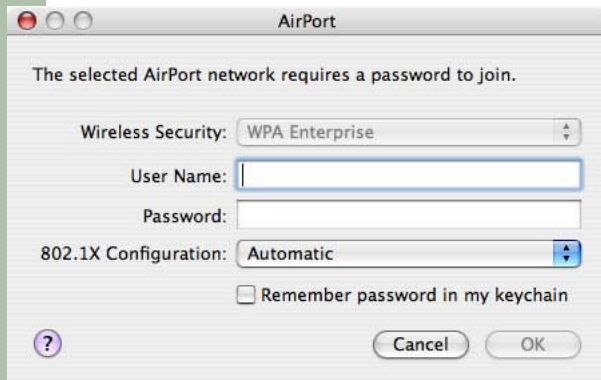 AirPort
The selected AirPort network requires a password to join.
Wireless Security: WPA Enterprise
User Name:
Password:
802.1X Configuration: Automatic
Remember password in my keychain
? Cancel OK